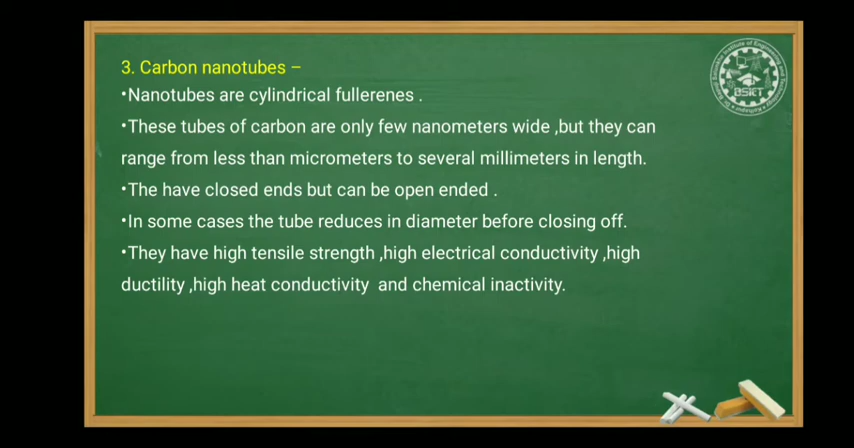 3. Carbon nanotubes –
•Nanotubes are cylindrical fullerenes .
•These tubes of carbon are only few nanometers wide ,but they can
range from less than micrometers to several millimeters in length.
•The have closed ends but can be open ended .
•In some cases the tube reduces in diameter before closing off.
•They have high tensile strength ,high electrical conductivity ,high
ductility ,high heat conductivity and chemical inactivity.
BSIET